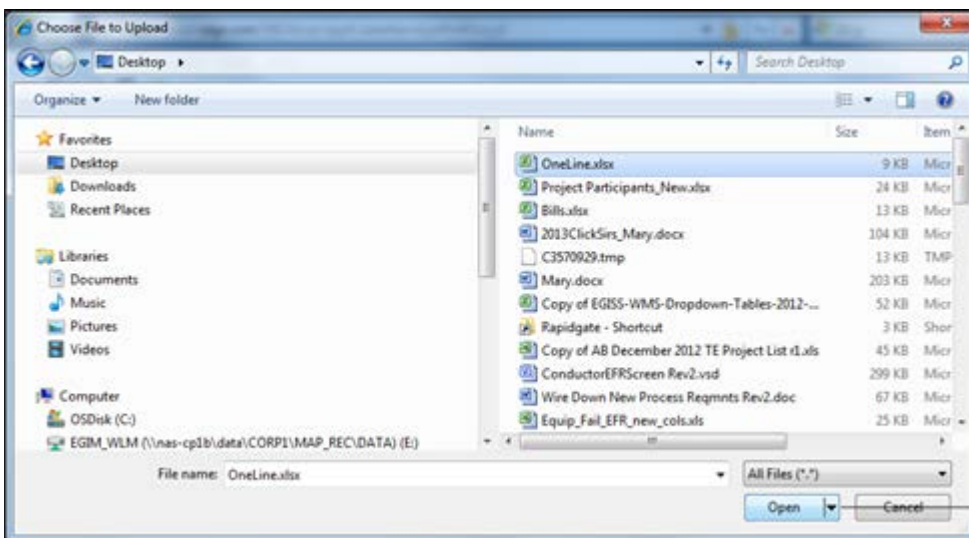 Choose File to Upload
Desktop
Search Desktop
Organize
New folder
Favorites
Desktop
Downloads
Recent Places
Libraries
Documents
Music
Pictures
Videos
Computer
OSDisk (C:)
EGIM_WLM (\\nas-cp1b\data\CORP1\MAP_REC\DATA) (E:)
Name Size Item
OneLine.xlsx 9 KB Micr
Project Participants_New.xlsx 24 KB Micr
Bills.xlsx 13 KB Micr
2013ClickSirs_Mary.docx 104 KB Micr
C3570929.tmp 13 KB TMP
Mary.docx 203 KB Micr
Copy of EGISS-WMS-Dropdown-Tables-2012-... 52 KB Micr
Rapidgate - Shortcut 3 KB Shor
Copy of AB December 2012 TE Project List r1.xls 45 KB Micr
ConductorEFRScreen Rev2.vsd 299 KB Micr
Wire Down New Process Reqmnts Rev2.doc 67 KB Micr
Equip_Fail_EFR_new_cols.xls 25 KB Micr
File name: OneLine.xlsx
All Files (*.*)
Open
Cancel